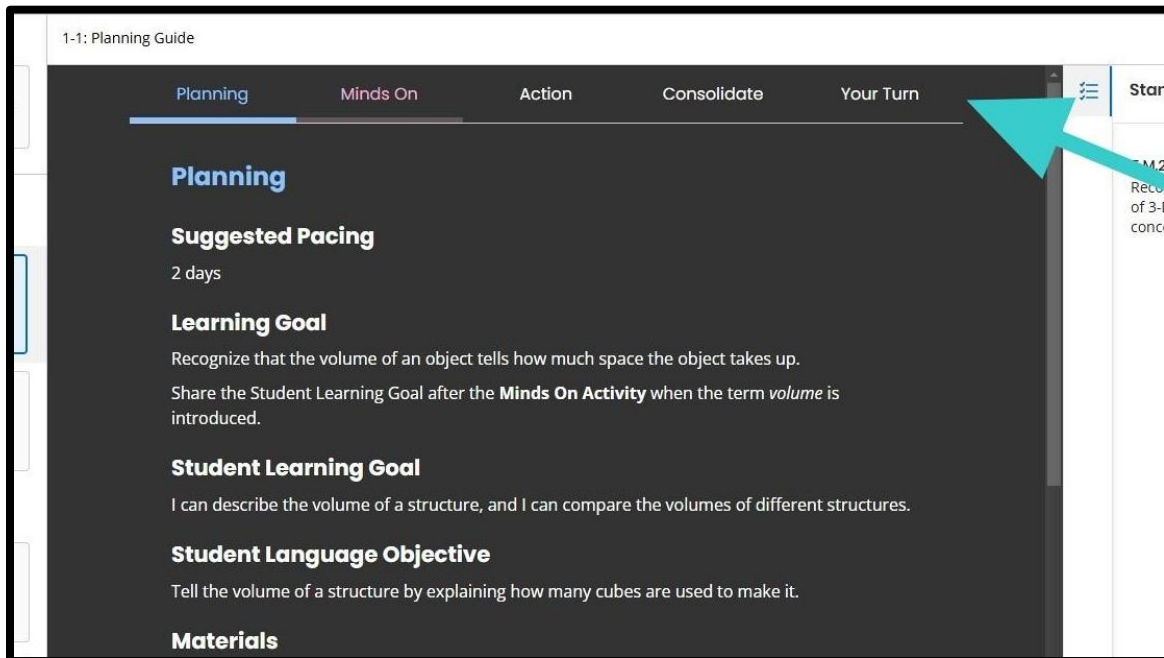 1-1: Planning Guide
Planning Minds On Action Consolidate Your Turn
Planning
Suggested Pacing
2 days
Learning Goal
Recognize that the volume of an object tells how much space the object takes up.
Share the Student Learning Goal after the Minds On Activity when the term volume is
introduced.
Student Learning Goal
I can describe the volume of a structure, and I can compare the volumes of different structures.
Student Language Objective
Tell the volume of a structure by explaining how many cubes are used to make it.
Materials
of 3-